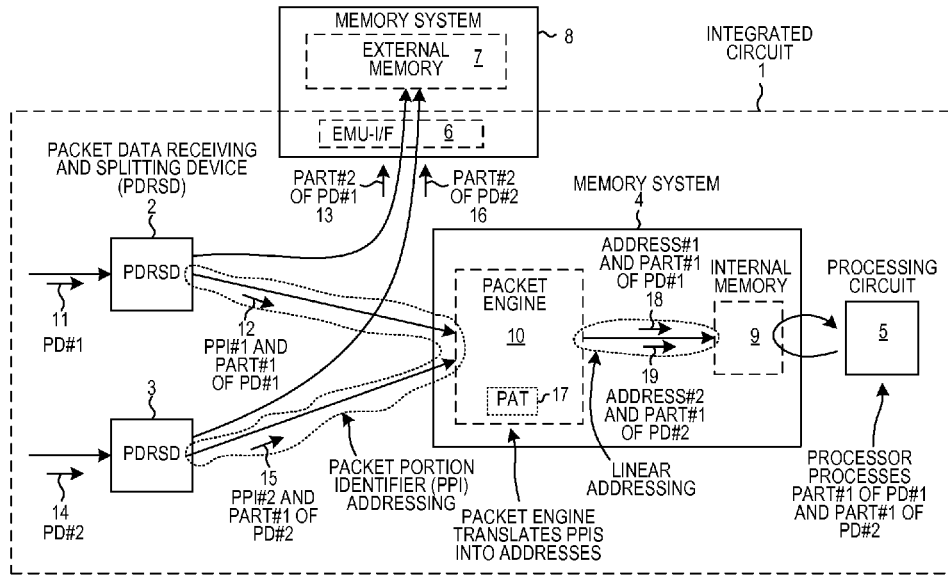 MEMORY SYSTEM
8
EXTERNAL
MEMORY
7
EMU-I/F
6
INTEGRATED
CIRCUIT
1
PACKET DATA RECEIVING
AND SPLITTING DEVICE
(PDRSD)
2
PDRSD
11
PD#1
PART#2
OF PD#1
13
PART#2
OF PD#2
16
12
PPI#1 AND
PART#1
OF PD#1
MEMORY SYSTEM
4
PACKET
ENGINE
10
PAT
17
ADDRESS#1
AND PART#1
OF PD#1
18
19
ADDRESS#2
AND PART#1
OF PD#2
INTERNAL
MEMORY
9
PROCESSING
CIRCUIT
5
3
PDRSD
14
PD#2
15
PPI#2 AND
PART#1 OF
PD#2
PACKET PORTION
IDENTIFIER (PPI)
ADDRESSING
PACKET ENGINE
TRANSLATES PPIS
INTO ADDRESSES
LINEAR
ADDRESSING
PROCESSOR
PROCESSES
PART#1 OF PD#1
AND PART#1 OF
PD#2